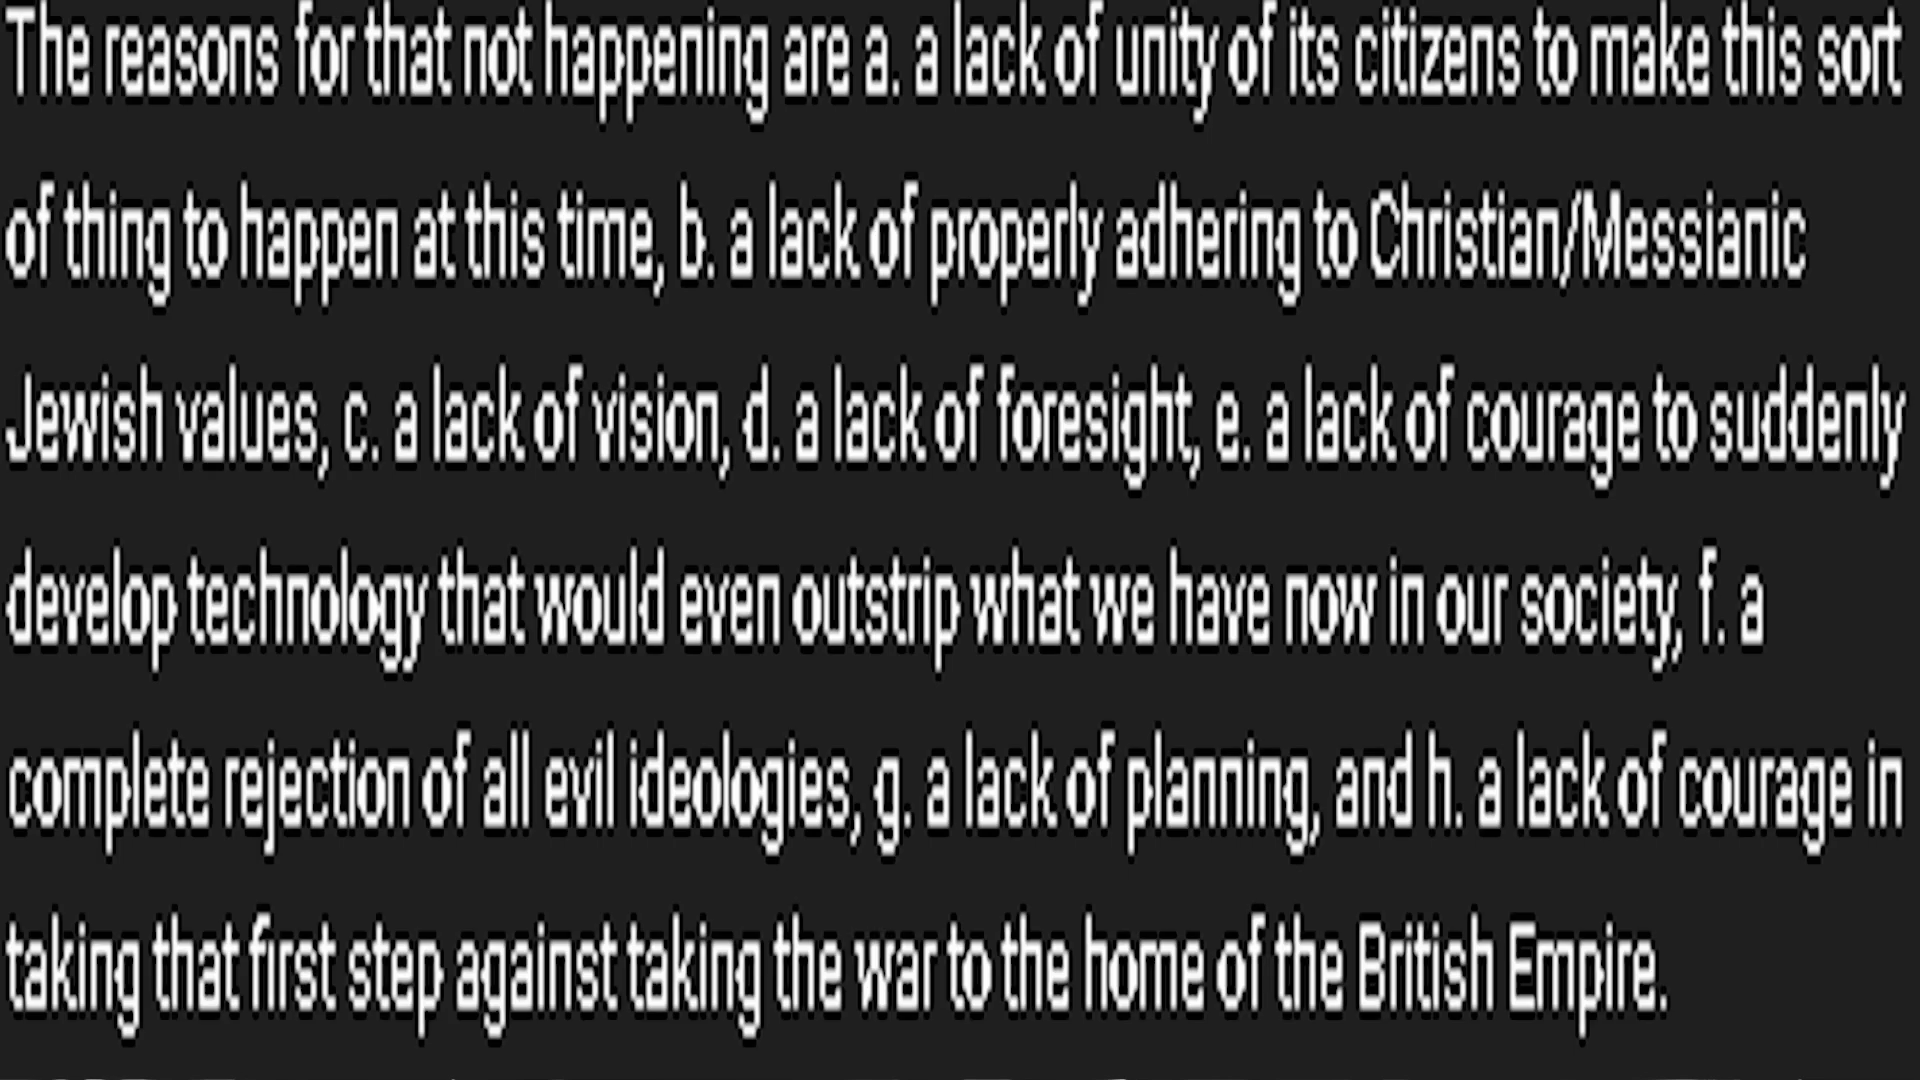 The reasons for that not happening are a. a lack of unity of its citizens to make this sort
of thing to happen at this time, b. a lack of properly adhering to Christian/Messianic
Jewish values, c. a lack of vision, d. a lack of foresight, e. a lack of courage to suddenly
develop technology that would even outstrip what we have now in our society, f. a
complete rejection of all evil ideologies, g. a lack of planning, and h. a lack of courage in
taking that first step against taking the war to the home of the British Empire.